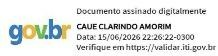 Documento assinado digitalmente
gov.br
CAUE CLARINDO AMORIM
Data: 15/06/2026 22:26:22-0300
Verifique em https://validar.iti.gov.br